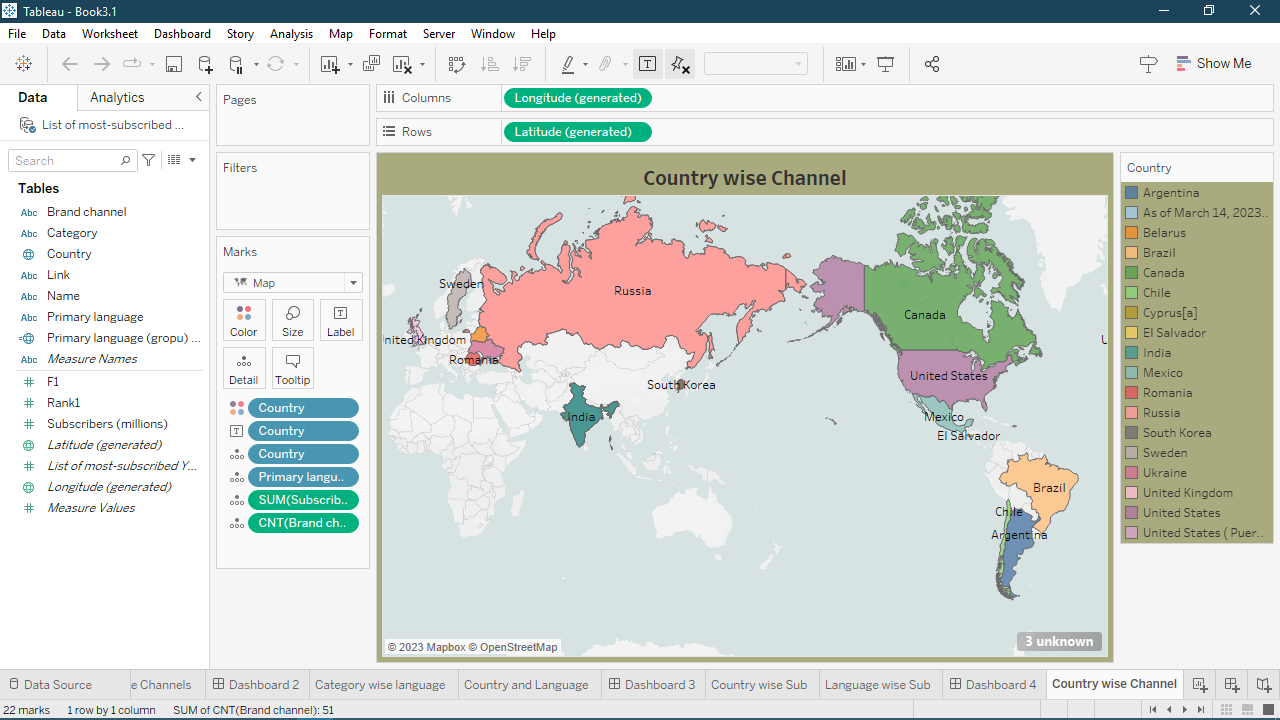 Tableau - Book3.1
File Data Worksheet Dashboard Story Analysis Map Format Server Window Help
Show Me
Data Analytics
List of most-subscribed ...
Search
Tables
Abc Brand channel
Abc Category
Country
Abc Link
Abc Name
Abc Primary language
Primary language (gropu) ...
Abc Measure Names
F1
Rank1
Subscribers (millions)
Latitude (generated)
List of most-subscribed Y...
Longitude (generated)
Measure Values
Pages
Filters
Marks
Map
Color Size Label
Detail Tooltip
Country
Country
Country
Primary langu..
SUM(Subscrib..
CNT(Brand ch..
Columns Longitude (generated)
Rows Latitude (generated)
Country wise Channel
Sweden
Russia
Canada
United Kingdom
Romania
South Korea
United States
India
Mexico
El Salvador
Brazil
Chile
Argentina
© 2023 Mapbox © OpenStreetMap
3 unknown
Country
Argentina
As of March 14, 2023..
Belarus
Brazil
Canada
Chile
Cyprus[a]
El Salvador
India
Mexico
Romania
Russia
South Korea
Sweden
Ukraine
United Kingdom
United States
United States ( Puer..
Data Source e Channels Dashboard 2 Category wise language Country and Language Dashboard 3 Country wise Sub Language wise Sub Dashboard 4 Country wise Channel
22 marks 1 row by 1 column SUM of CNT(Brand channel): 51